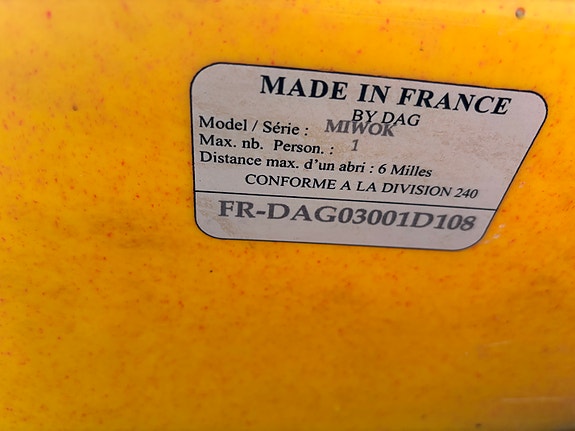 MADE IN FRANCE
BY DAG
Model / Série : MIWOK
Max. nb. Person. : 1
Distance max. d'un abri : 6 Milles
CONFORME A LA DIVISION 240
FR-DAG03001D108